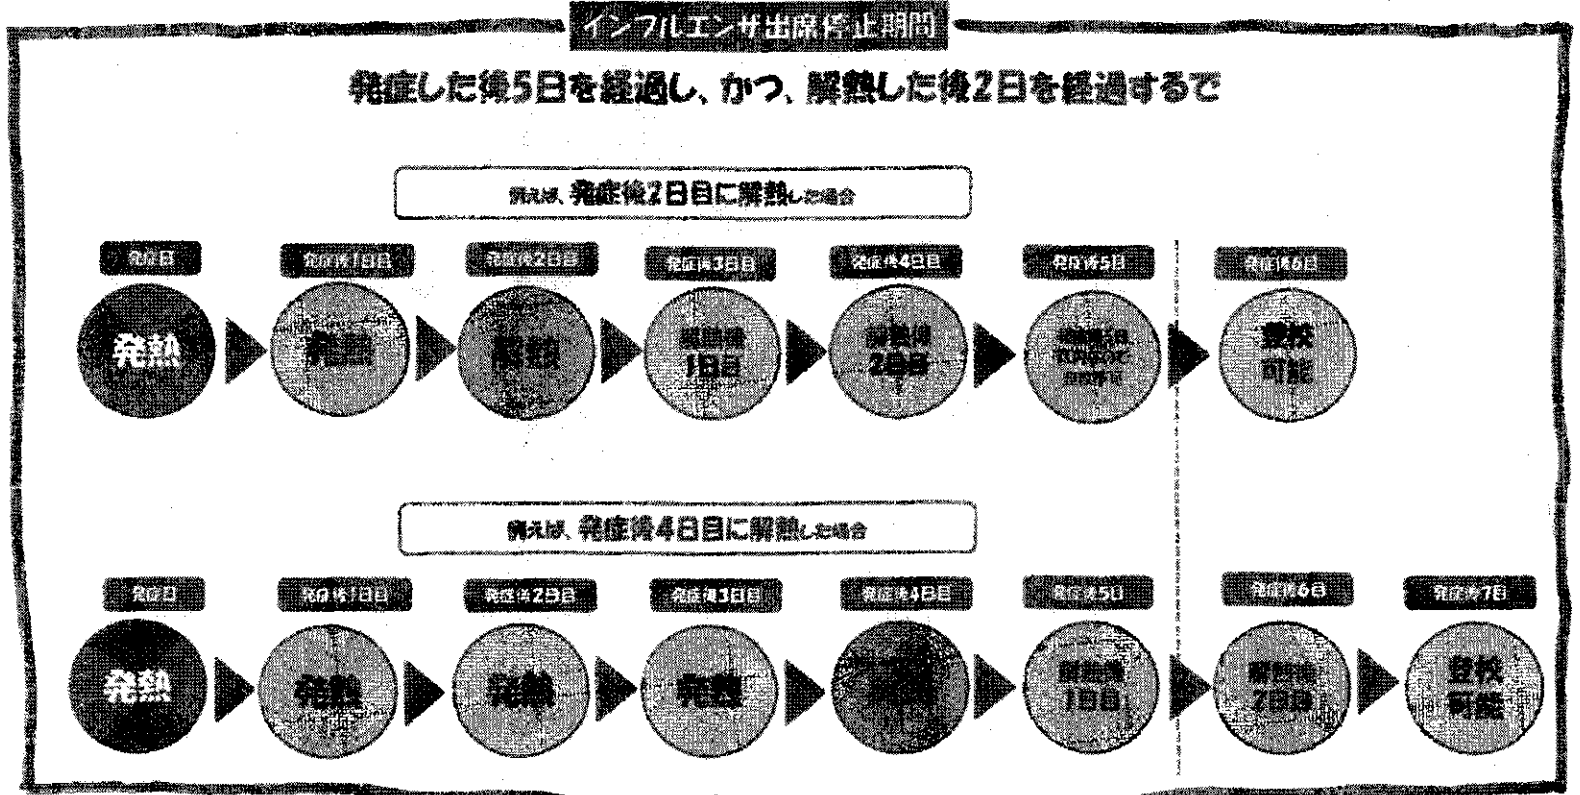 インフルエンザ出席停止期間
発症した後5日を経過し、かつ、解熱した後2日を経過するで
例えば、発症後2日目に解熱した場合
発症日
発症後1日目
発症後2日目
発症後3日目
発症後4日目
発症後5日
発症後6日
発熱
発熱
解熱
解熱後
1日目
解熱後
2日目
登校
可能
例えば、発症後4日目に解熱した場合
発症日
発症後1日目
発症後2日目
発症後3日目
発症後4日目
発症後5日
発症後6日
発症後7日
発熱
発熱
発熱
発熱
解熱後
1日目
解熱後
2日目
登校
可能